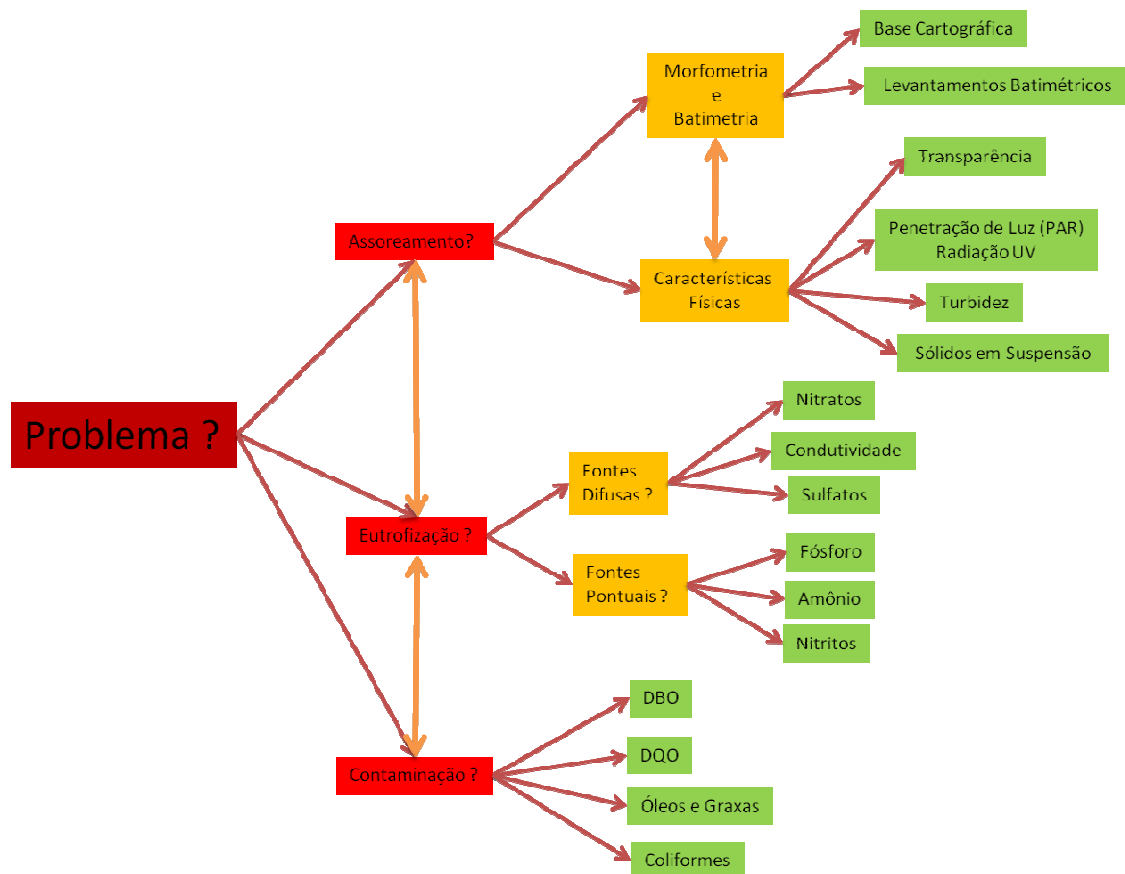 Problema ?
Assoreamento?
Morfometria
e
Batimetria
Base Cartográfica
Levantamentos Batimétricos
Características
Físicas
Transparência
Penetração de Luz (PAR)
Radiação UV
Turbidez
Sólidos em Suspensão
Eutrofização ?
Fontes
Difusas ?
Nitratos
Condutividade
Sulfatos
Fontes
Pontuais ?
Fósforo
Amônio
Nitritos
Contaminação ?
DBO
DQO
Óleos e Graxas
Coliformes